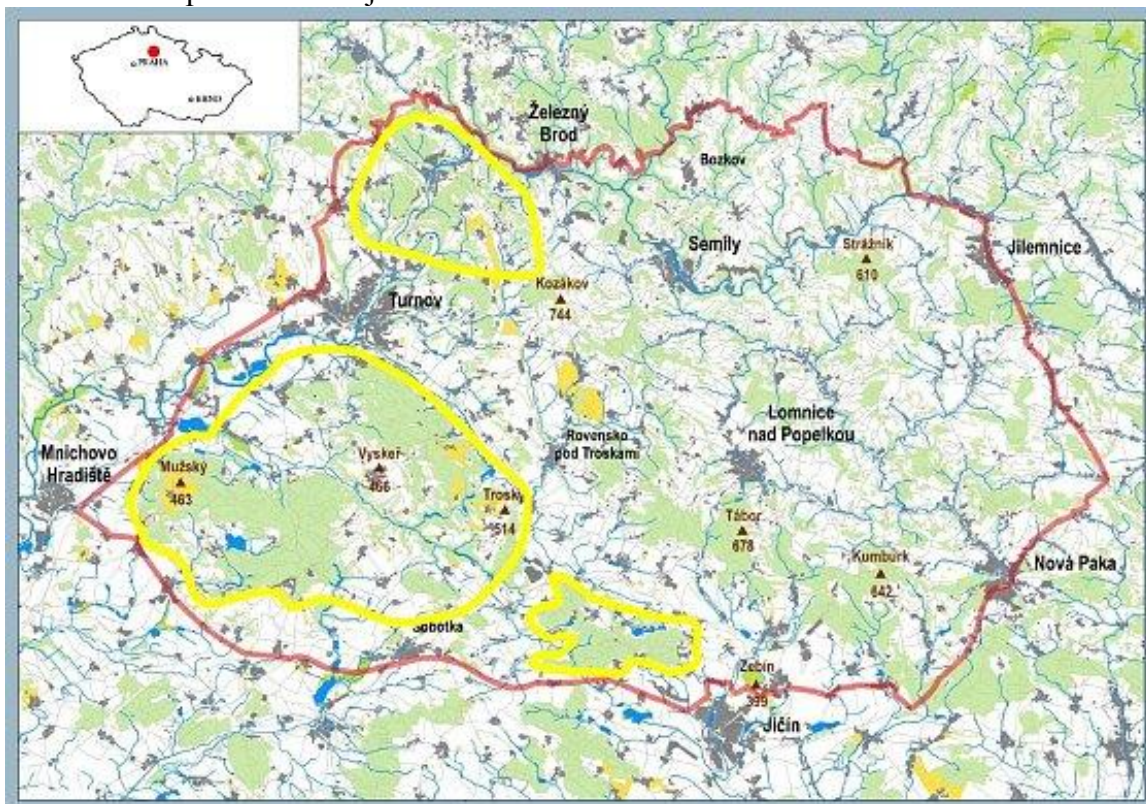 PRAHA
BRNO
Železný
Brod
Bozkov
Semily
Strážník
610
Jilemnice
Kozákov
744
Turnov
Mnichovo
Hradiště
Mužský
463
Vyskeř
466
Trosky
514
Rovensko
pod Troskami
Lomnice
nad Popelkou
Tábor
678
Kumburk
642
Nová Paka
Sobotka
Zebín
399
Jičín